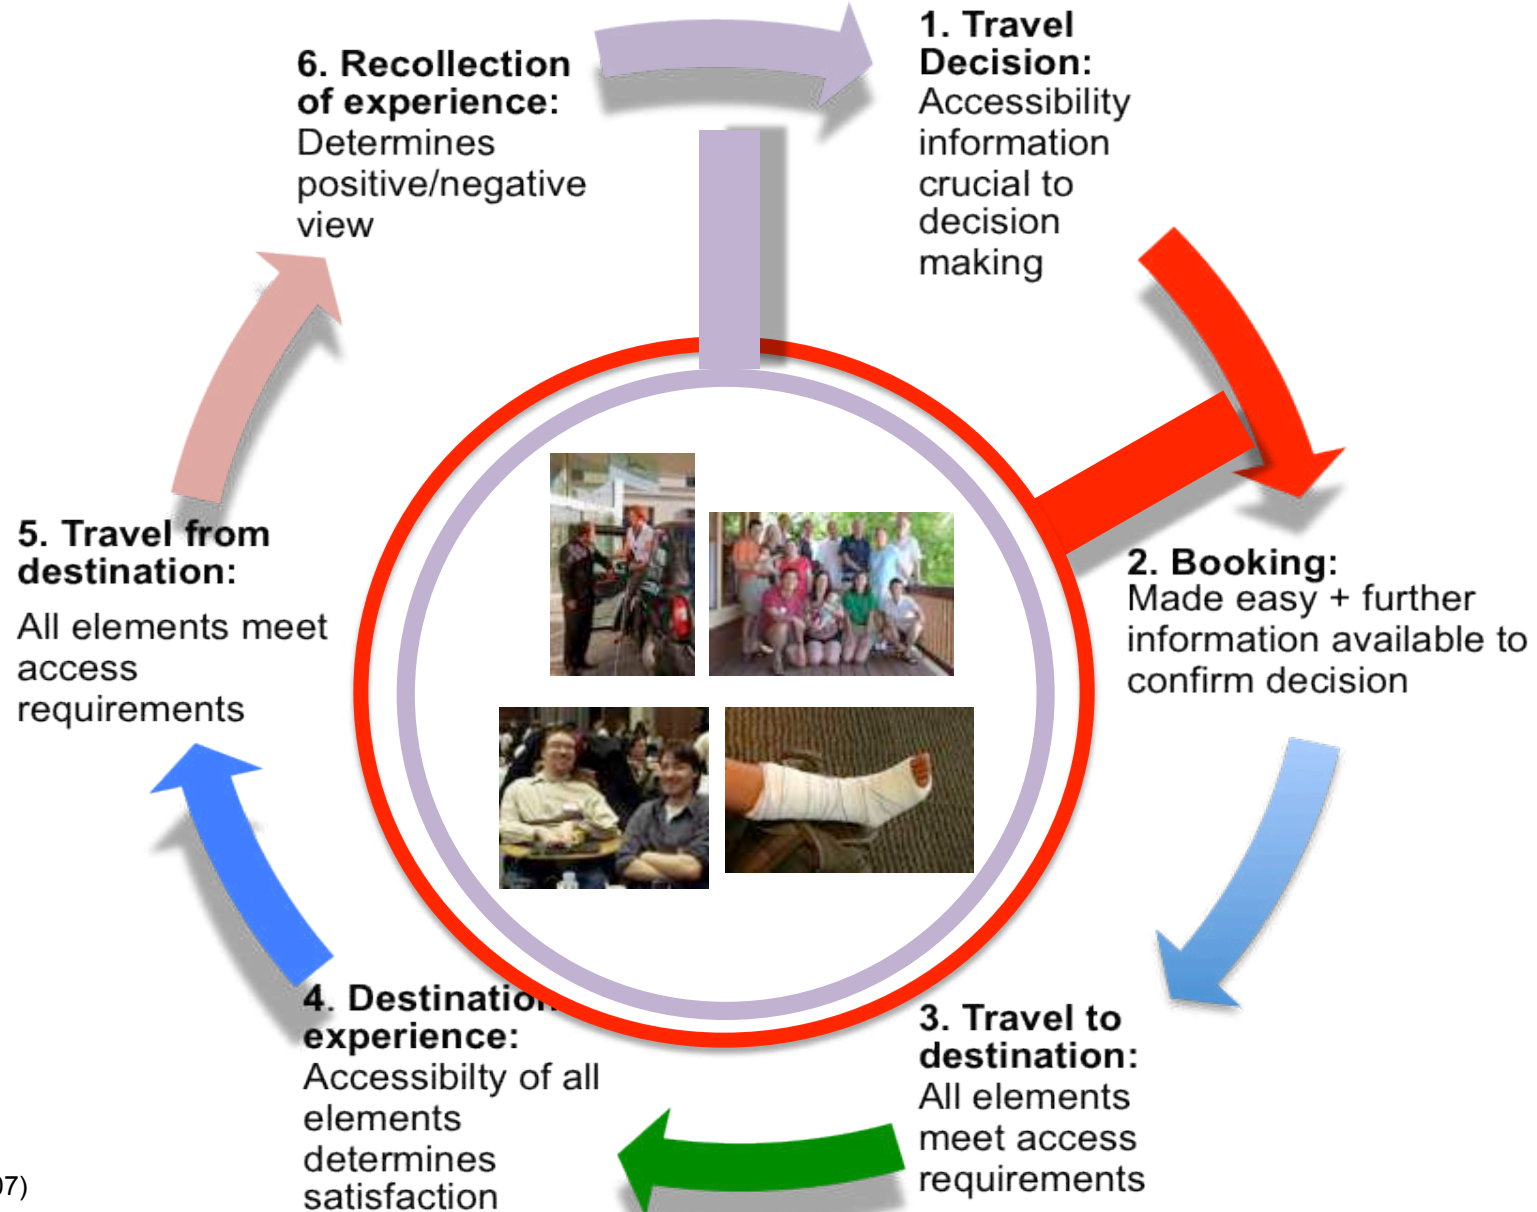 1. Travel
Decision:
Accessibility
information
crucial to
decision
making
2. Booking:
Made easy + further
information available to
confirm decision
3. Travel to
destination:
All elements
meet access
requirements
4. Destination
experience:
Accessibilty of all
elements
determines
satisfaction
5. Travel from
destination:
All elements meet
access
requirements
6. Recollection
of experience:
Determines
positive/negative
view
07)